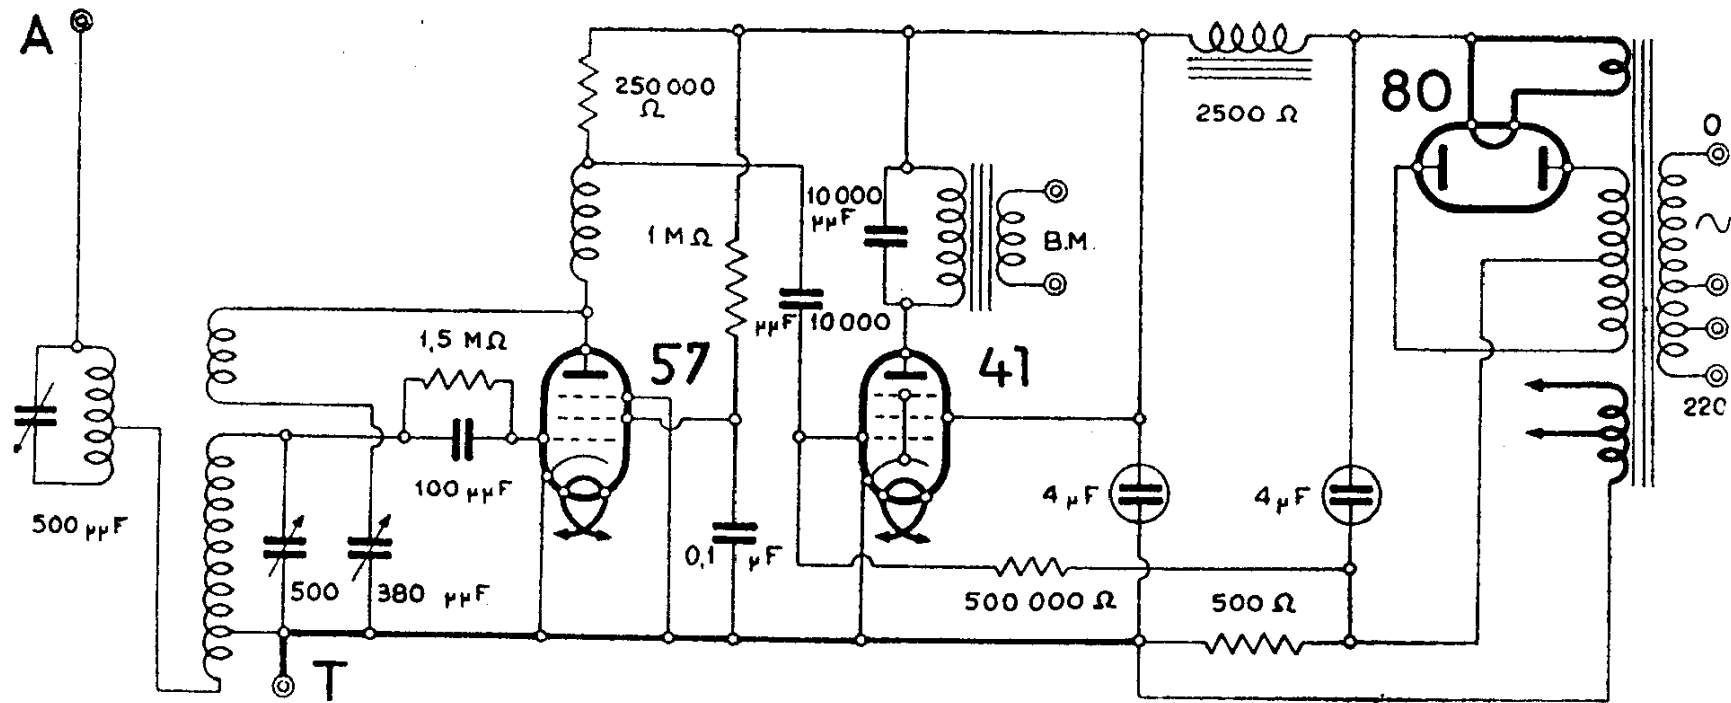 A
250 000
Ω
80
2500 Ω
0
10 000
μμF
1 MΩ
B.M.
μμF 10 000
1,5 MΩ
57
41
220
100 μμF
4 μF
4 μF
500 μμF
0,1 μF
500
380 μμF
500 000 Ω
500 Ω
T